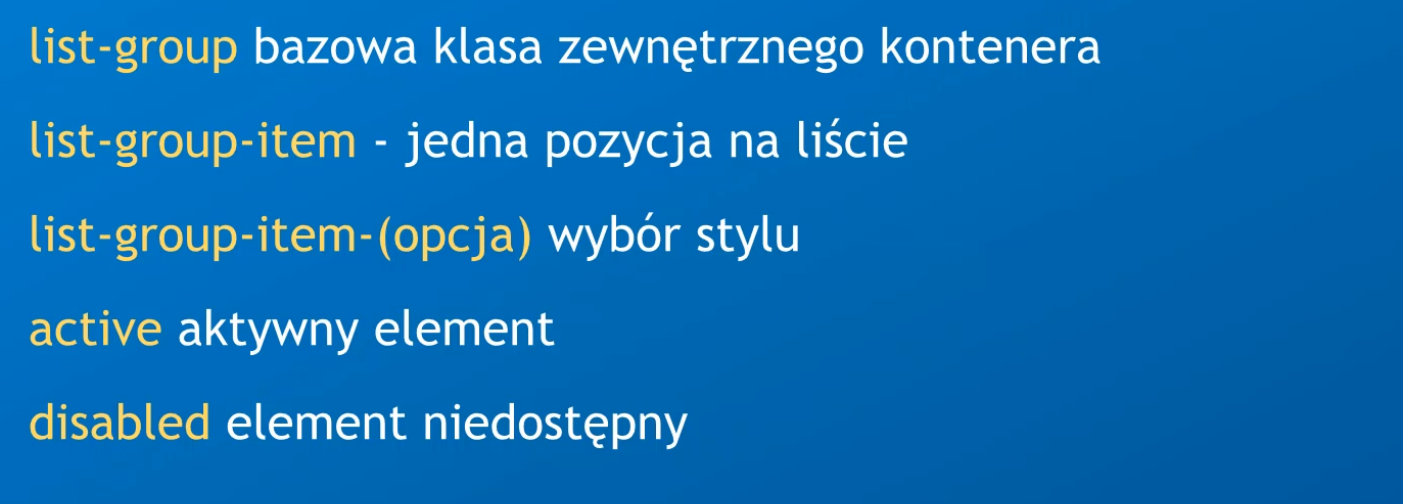 list-group bazowa klasa zewnętrznego kontenera
list-group-item - jedna pozycja na liście
list-group-item-(opcja) wybór stylu
active aktywny element
disabled element niedostępny